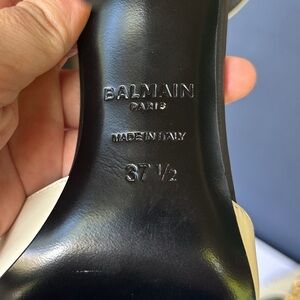 BALMAIN
PARIS
MADE IN ITALY
37 ½